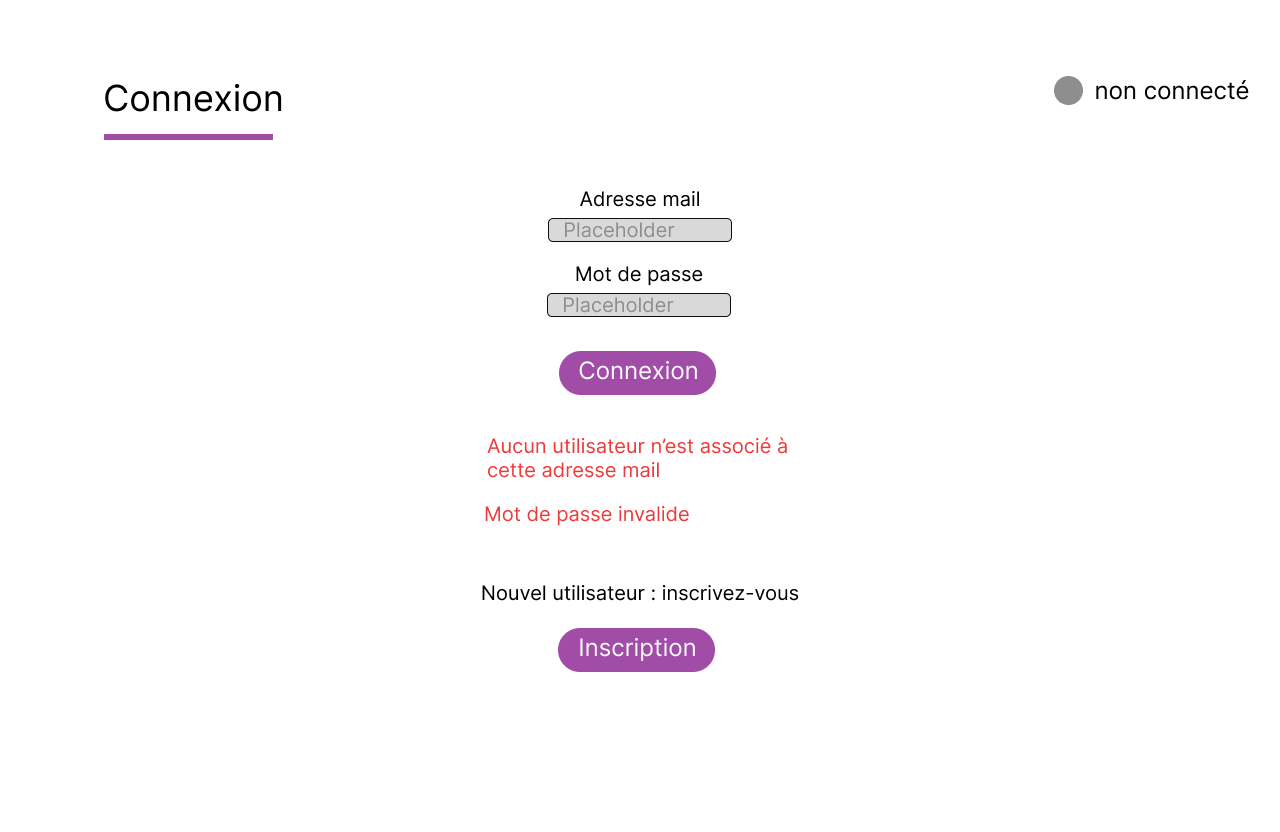 Connexion
non connecté
Adresse mail
Placeholder
Mot de passe
Placeholder
Connexion
Aucun utilisateur n’est associé à
cette adresse mail
Mot de passe invalide
Nouvel utilisateur : inscrivez-vous
Inscription